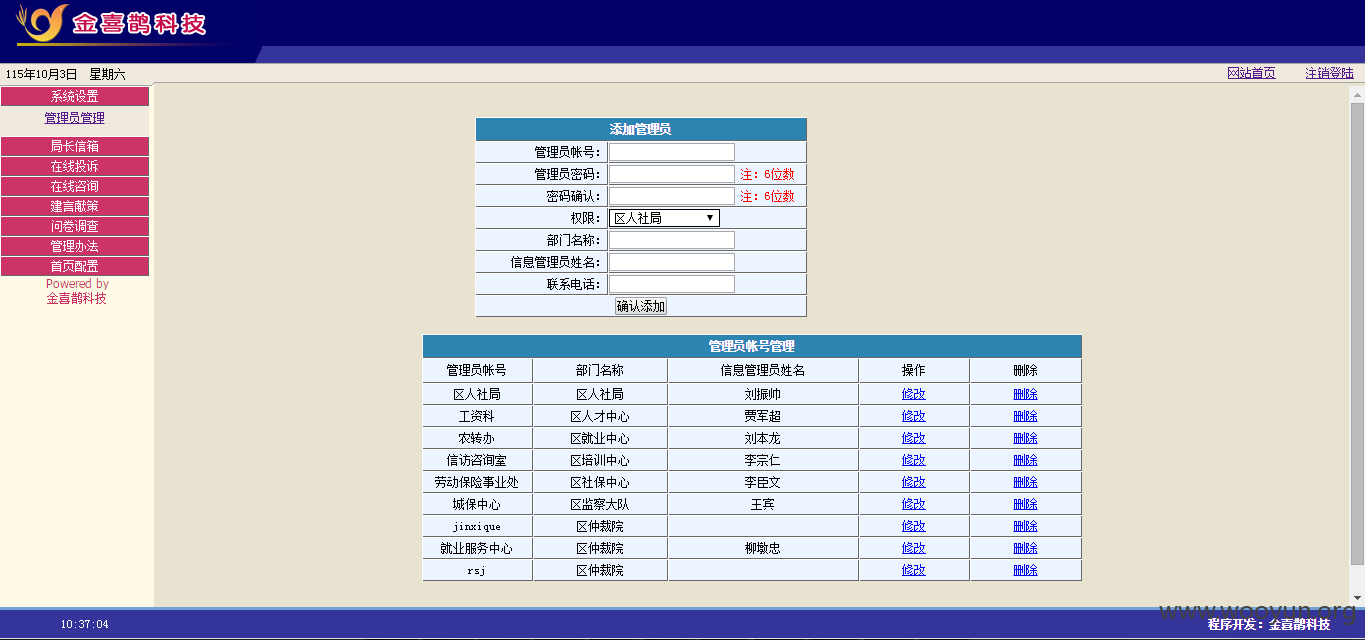 金喜鹊科技
115年10月3日 星期六
网站首页 注销登陆
系统设置
管理员管理
局长信箱
在线投诉
在线咨询
建言献策
问卷调查
管理办法
首页配置
Powered by
金喜鹊科技
添加管理员
管理员帐号：
管理员密码： 注：6位数
密码确认： 注：6位数
权限： 区人社局
部门名称：
信息管理员姓名：
联系电话：
确认添加
管理员帐号管理
管理员帐号 部门名称 信息管理员姓名 操作 删除
区人社局 区人社局 刘振帅 修改 删除
工资科 区人才中心 贾军超 修改 删除
农转办 区就业中心 刘本龙 修改 删除
信访咨询室 区培训中心 李宗仁 修改 删除
劳动保险事业处 区社保中心 李臣文 修改 删除
城保中心 区监察大队 王宾 修改 删除
jinxique 区仲裁院 修改 删除
就业服务中心 区仲裁院 柳墩忠 修改 删除
rsj 区仲裁院 修改 删除
www.wooyun.org
10:37:04
程序开发：金喜鹊科技